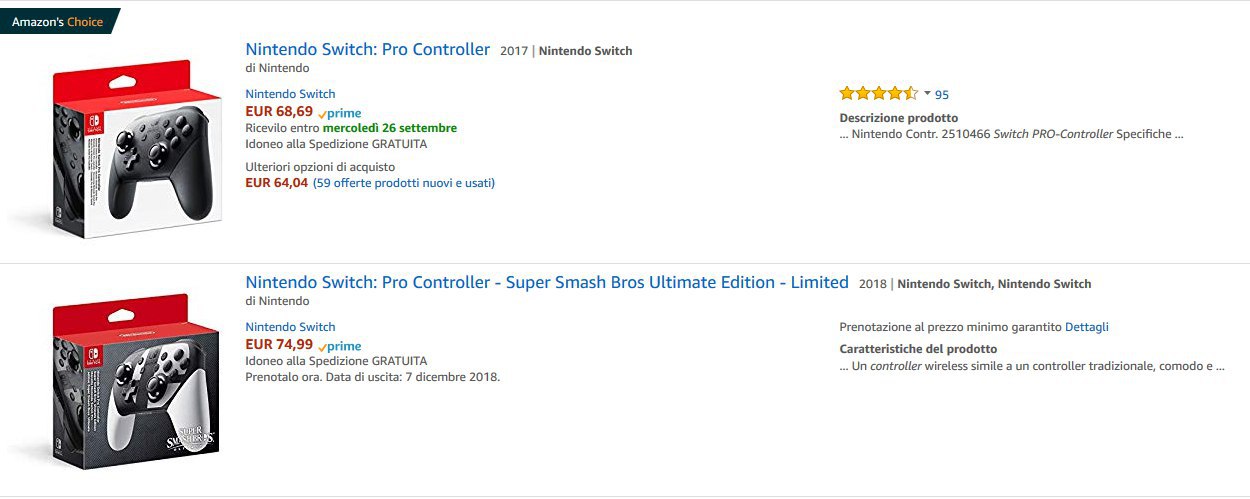 Amazon's Choice
Nintendo Switch: Pro Controller 2017 | Nintendo Switch
di Nintendo
Nintendo Switch
EUR 68,69 prime
Ricevilo entro mercoledì 26 settembre
Idoneo alla Spedizione GRATUITA
Ulteriori opzioni di acquisto
EUR 64,04 (59 offerte prodotti nuovi e usati)
95
Descrizione prodotto
... Nintendo Contr. 2510466 Switch PRO-Controller Specifiche ...
Nintendo Switch: Pro Controller - Super Smash Bros Ultimate Edition - Limited 2018 | Nintendo Switch, Nintendo Switch
di Nintendo
Nintendo Switch
EUR 74,99 prime
Idoneo alla Spedizione GRATUITA
Prenotalo ora. Data di uscita: 7 dicembre 2018.
Prenotazione al prezzo minimo garantito Dettagli
Caratteristiche del prodotto
... Un controller wireless simile a un controller tradizionale, comodo e ...
SUPER
SMASH BROS.